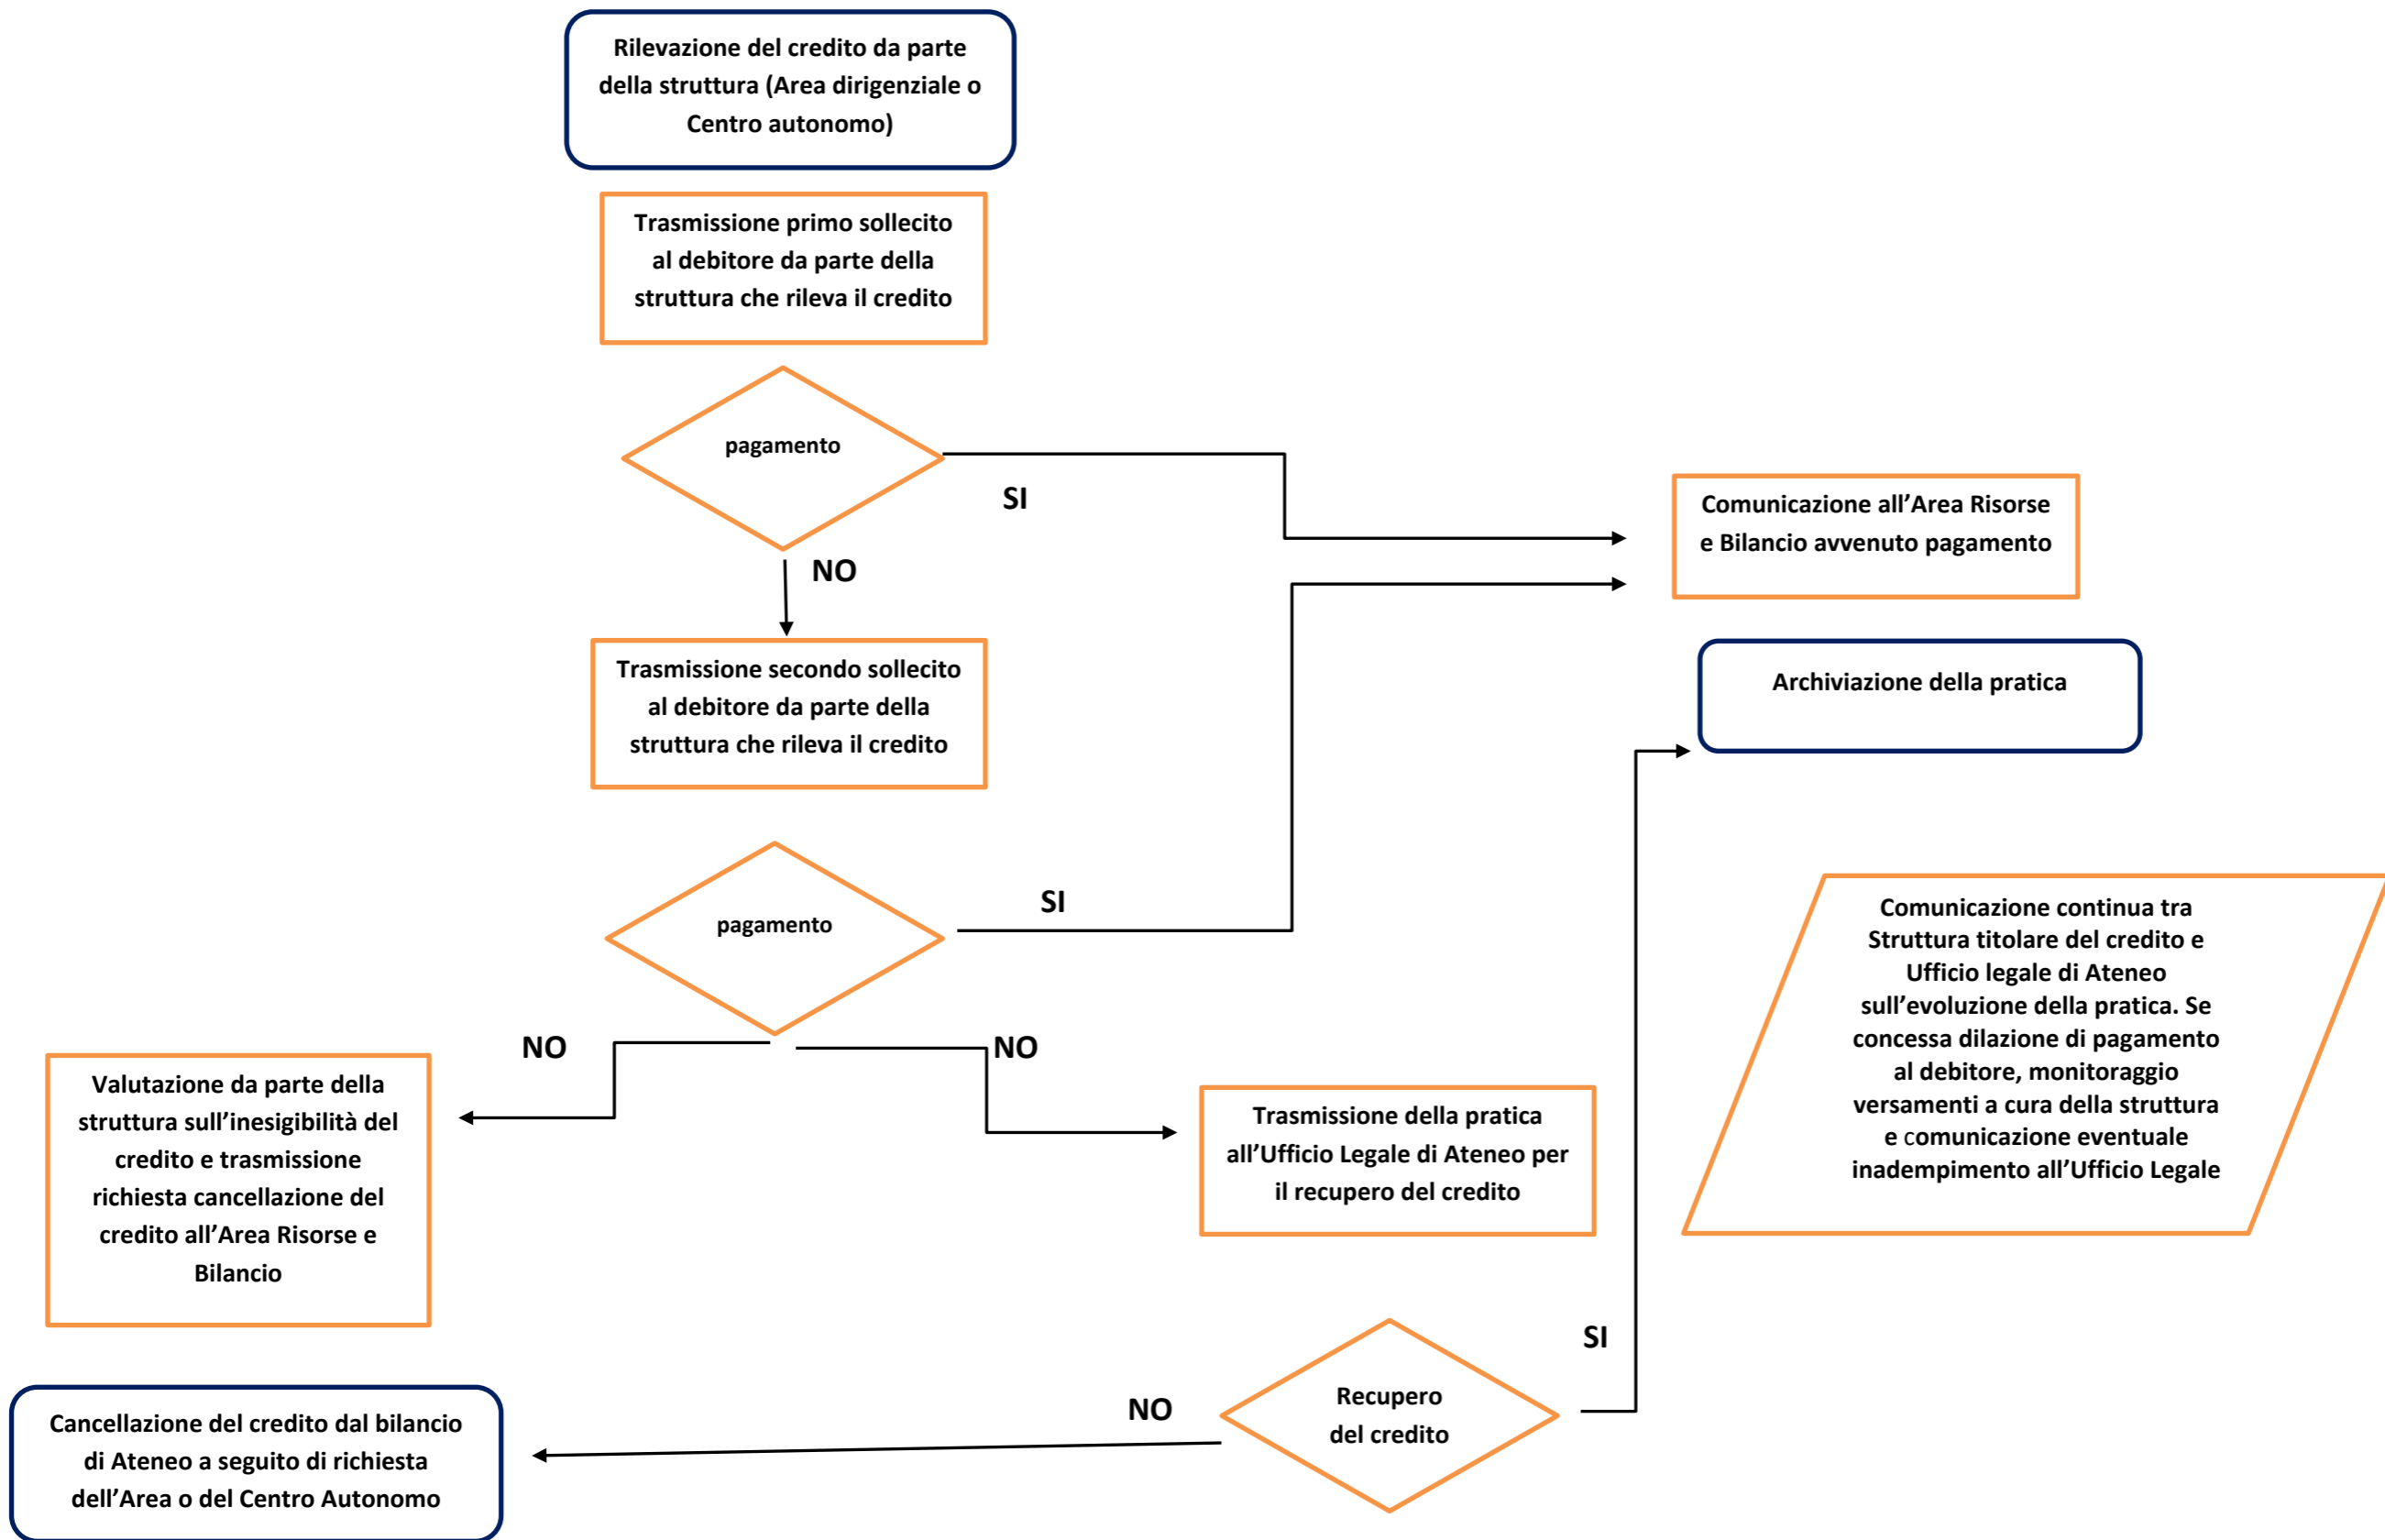 Rilevazione del credito da parte
della struttura (Area dirigenziale o
Centro autonomo)
Trasmissione primo sollecito
al debitore da parte della
struttura che rileva il credito
pagamento
SI
NO
Comunicazione all’Area Risorse
e Bilancio avvenuto pagamento
Trasmissione secondo sollecito
al debitore da parte della
struttura che rileva il credito
Archiviazione della pratica
pagamento
SI
Comunicazione continua tra
Struttura titolare del credito e
Ufficio legale di Ateneo
sull’evoluzione della pratica. Se
concessa dilazione di pagamento
al debitore, monitoraggio
versamenti a cura della struttura
e comunicazione eventuale
inadempimento all’Ufficio Legale
NO
NO
Valutazione da parte della
struttura sull’inesigibilità del
credito e trasmissione
richiesta cancellazione del
credito all’Area Risorse e
Bilancio
Trasmissione della pratica
all’Ufficio Legale di Ateneo per
il recupero del credito
SI
NO
Recupero
del credito
Cancellazione del credito dal bilancio
di Ateneo a seguito di richiesta
dell’Area o del Centro Autonomo